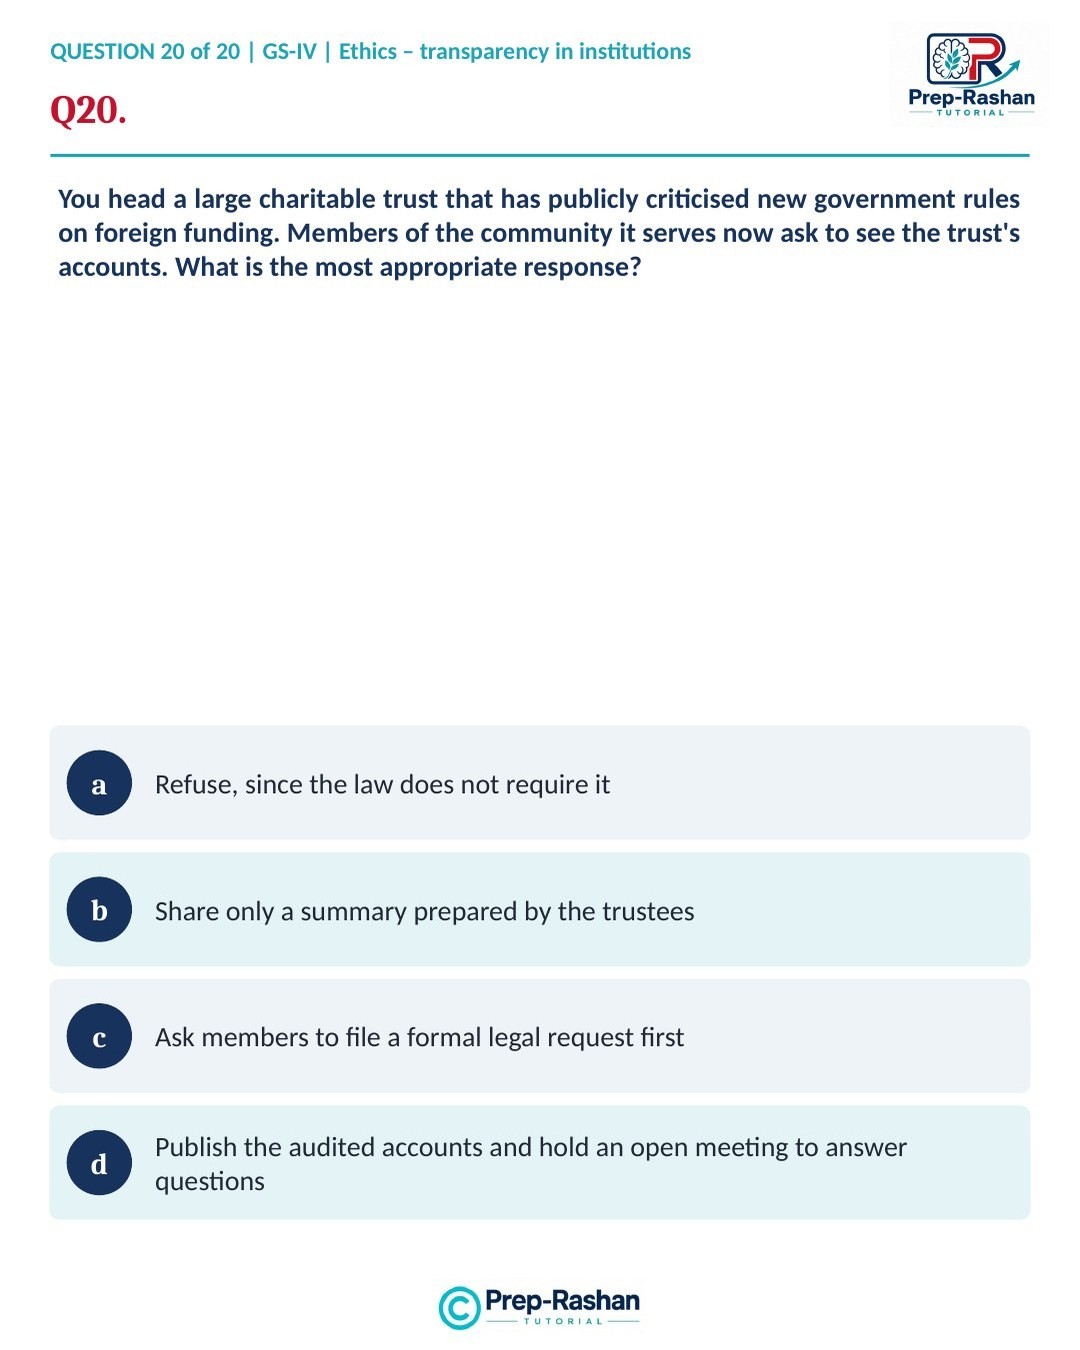 QUESTION 20 of 20 | GS-IV | Ethics – transparency in institutions
Prep-Rashan
TUTORIAL
Q20.
You head a large charitable trust that has publicly criticised new government rules
on foreign funding. Members of the community it serves now ask to see the trust's
accounts. What is the most appropriate response?
a Refuse, since the law does not require it
b Share only a summary prepared by the trustees
c Ask members to file a formal legal request first
d Publish the audited accounts and hold an open meeting to answer
questions
© Prep-Rashan
TUTORIAL